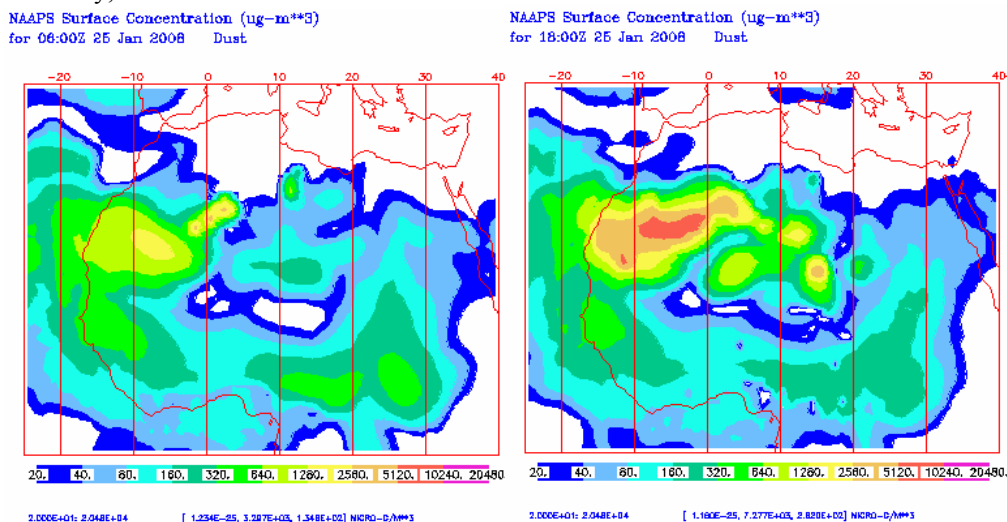 NAAPS Surface Concentration (ug-m**3)
for 06:00Z 25 Jan 2008 Dust
-20 -10 0 10 20 30 40
20. 40. 80. 160. 320. 640. 1280. 2560. 5120. 10240. 20480.
2.000E+01: 2.048E+04 [ 1.234E-25, 3.297E+03, 1.348E+02] MICRO-G/M**3
NAAPS Surface Concentration (ug-m**3)
for 18:00Z 25 Jan 2008 Dust
-20 -10 0 10 20 30 40
20. 40. 80. 160. 320. 640. 1280. 2560. 5120. 10240. 20480.
2.000E+01: 2.048E+04 [ 1.160E-25, 7.277E+03, 2.820E+02] MICRO-G/M**3